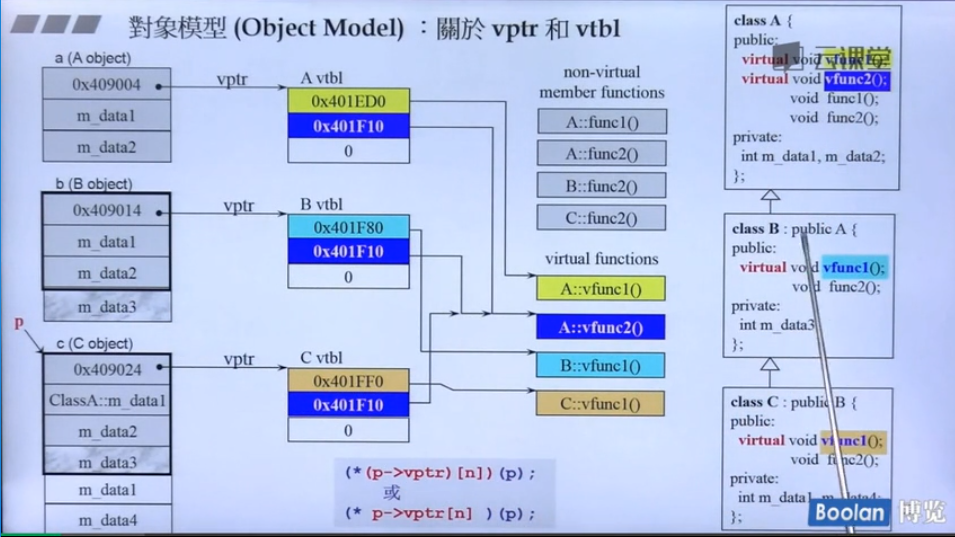 對象模型 (Object Model) ：關於 vptr 和 vtbl
a (A object)
0x409004
m_data1
m_data2
vptr
A vtbl
0x401ED0
0x401F10
0
b (B object)
0x409014
m_data1
m_data2
m_data3
vptr
B vtbl
0x401F80
0x401F10
0
p
c (C object)
0x409024
ClassA::m_data1
m_data2
m_data3
m_data1
m_data4
vptr
C vtbl
0x401FF0
0x401F10
0
non-virtual
member functions
A::func1()
A::func2()
B::func2()
C::func2()
virtual functions
A::vfunc1()
A::vfunc2()
B::vfunc1()
C::vfunc1()
(*(p->vptr)[n])(p);
或
(* p->vptr[n] )(p);
class A {
public:
virtual void vfunc1();
virtual void vfunc2();
void func1();
void func2();
private:
int m_data1, m_data2;
};
class B : public A {
public:
virtual void vfunc1();
void func2();
private:
int m_data3
};
class C : public B {
public:
virtual void vfunc1();
void func2();
private:
int m_data1, m_data4;
};
云课堂
Boolan 博览